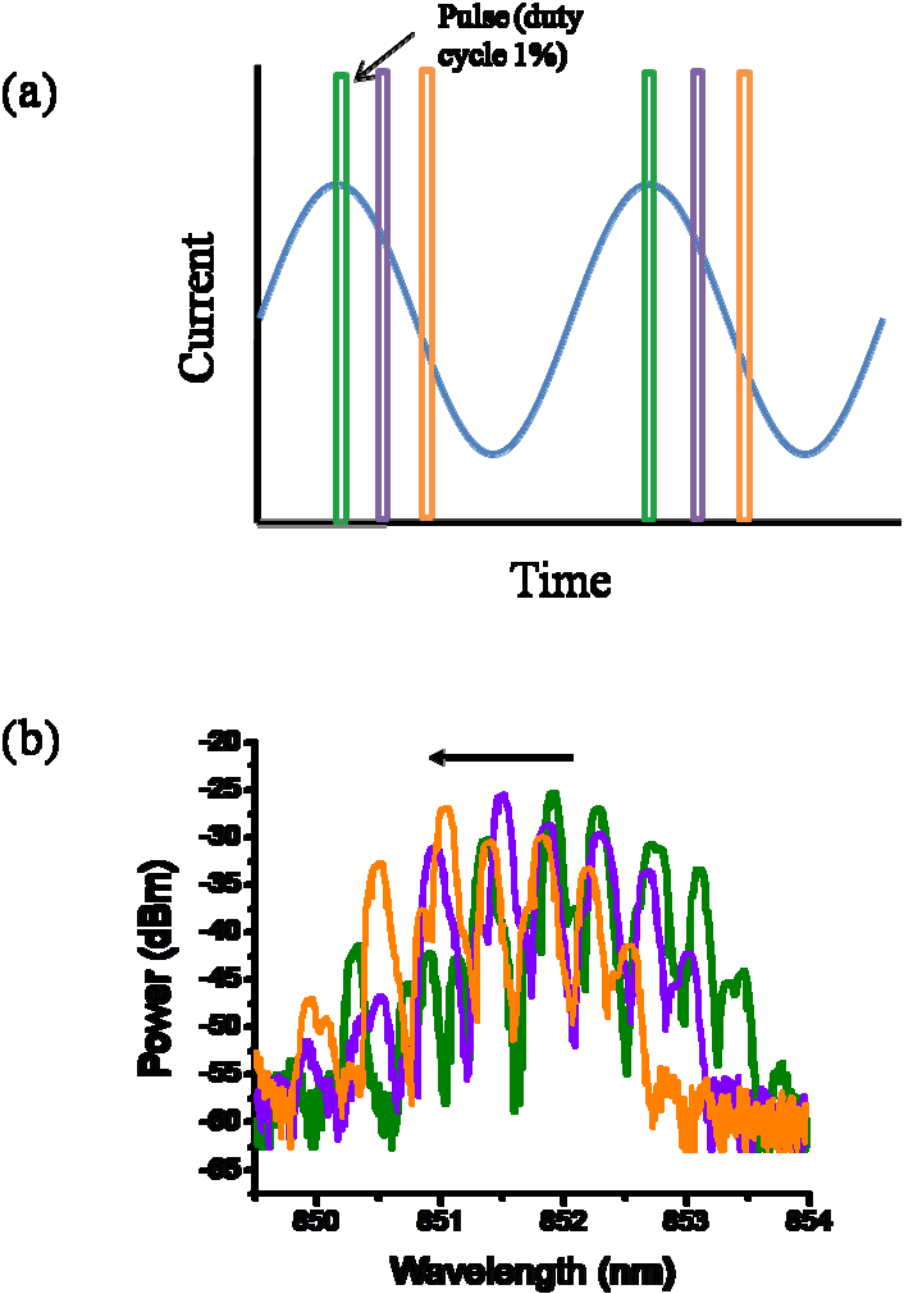 Pulse (duty
cycle 1%)
(a)
Current
Time
(b)
-20
-25
-30
-35
-40
-45
-50
-55
-60
-65
Power (dBm)
850 851 852 853 854
Wavelength (nm)